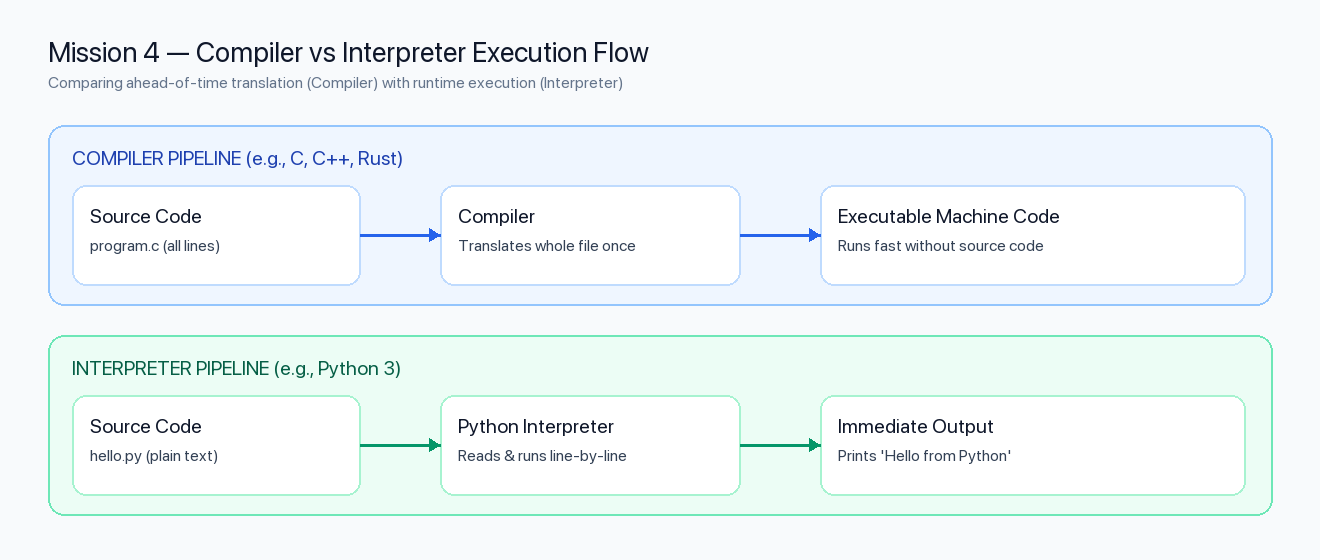 Mission 4 — Compiler vs Interpreter Execution Flow
Comparing ahead-of-time translation (Compiler) with runtime execution (Interpreter)
COMPILER PIPELINE (e.g., C, C++, Rust)
Source Code
program.c (all lines)
Compiler
Translates whole file once
Executable Machine Code
Runs fast without source code
INTERPRETER PIPELINE (e.g., Python 3)
Source Code
hello.py (plain text)
Python Interpreter
Reads & runs line-by-line
Immediate Output
Prints 'Hello from Python'